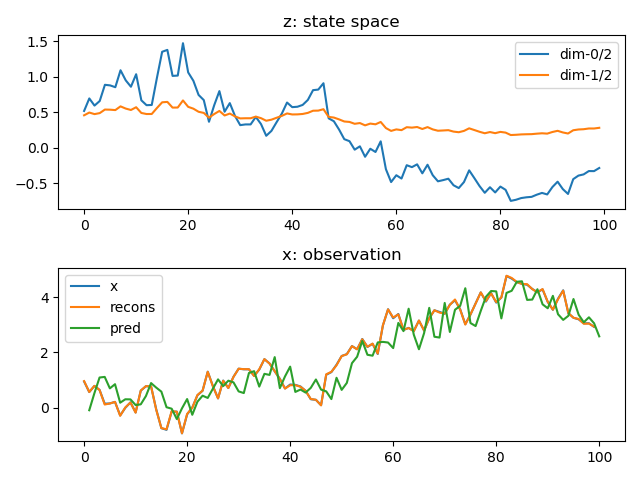 z: state space
1.5
1.0
0.5
0.0
−0.5
dim-0/2
dim-1/2
0 20 40 60 80 100
x: observation
4
2
0
x
recons
pred
0 20 40 60 80 100